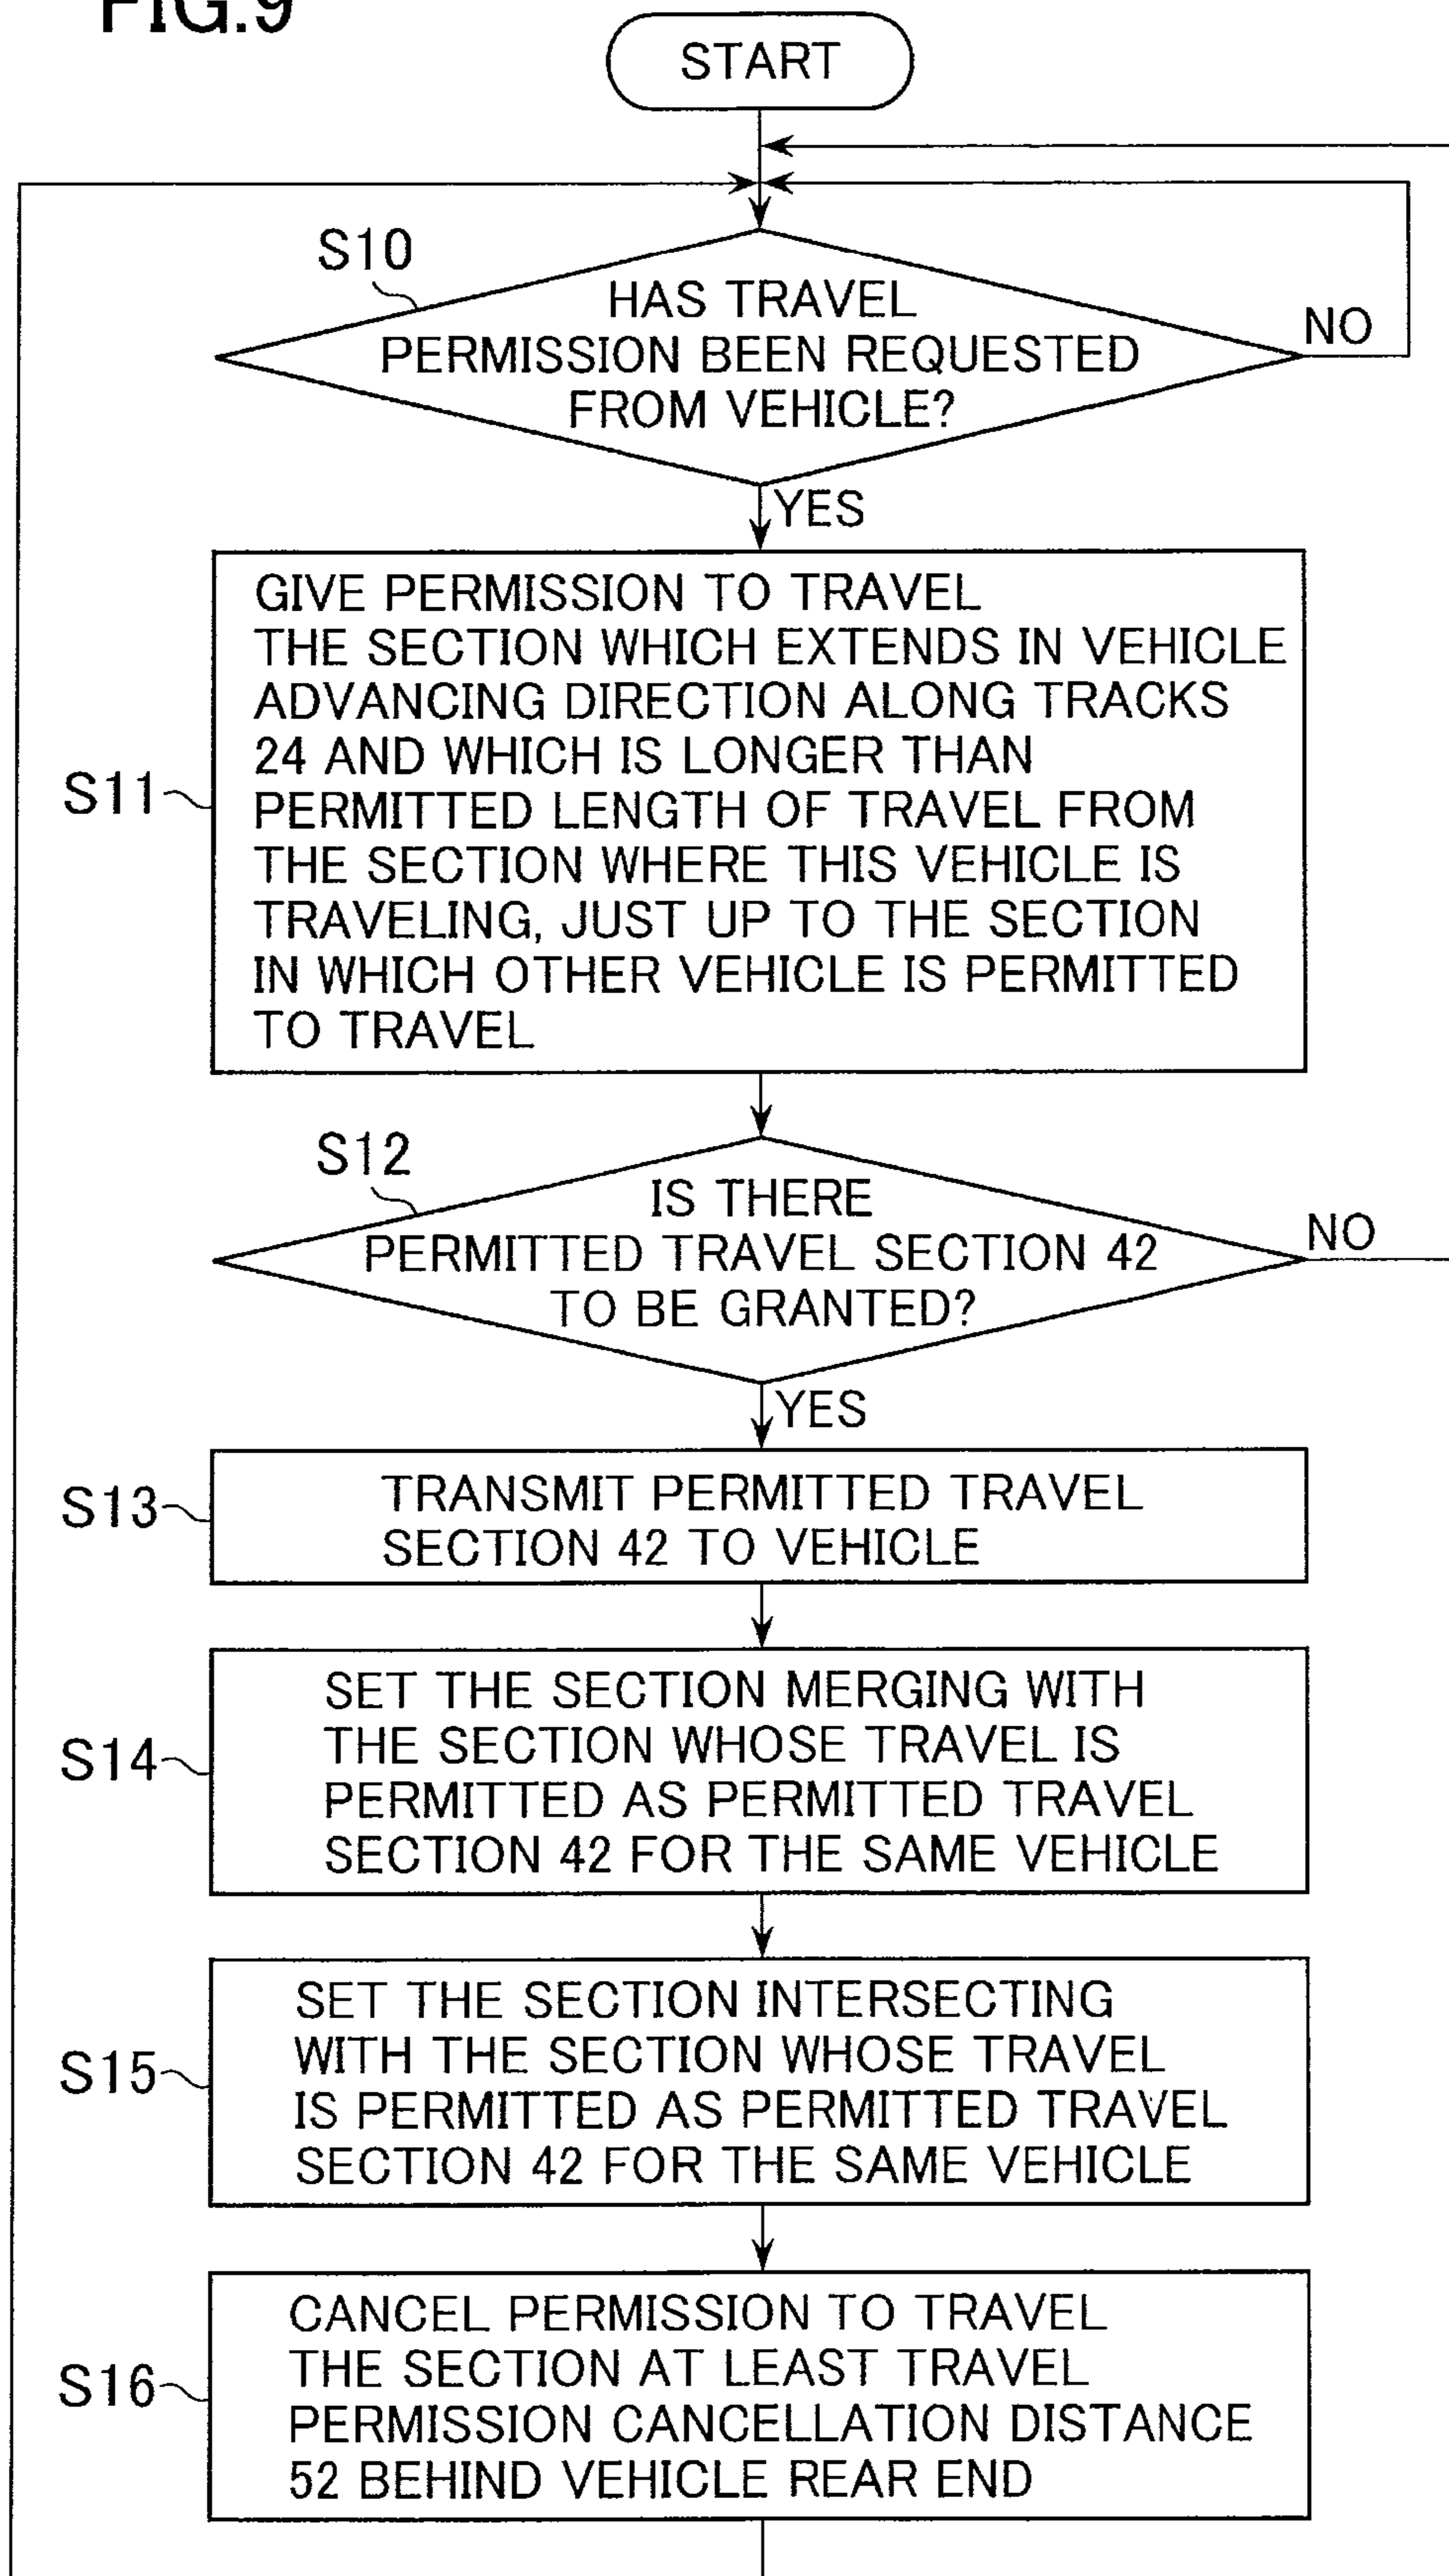 FIG.9
START
S10
HAS TRAVEL
PERMISSION BEEN REQUESTED
FROM VEHICLE?
NO
YES
S11
GIVE PERMISSION TO TRAVEL
THE SECTION WHICH EXTENDS IN VEHICLE
ADVANCING DIRECTION ALONG TRACKS
24 AND WHICH IS LONGER THAN
PERMITTED LENGTH OF TRAVEL FROM
THE SECTION WHERE THIS VEHICLE IS
TRAVELING, JUST UP TO THE SECTION
IN WHICH OTHER VEHICLE IS PERMITTED
TO TRAVEL
S12
IS THERE
PERMITTED TRAVEL SECTION 42
TO BE GRANTED?
NO
YES
S13
TRANSMIT PERMITTED TRAVEL
SECTION 42 TO VEHICLE
S14
SET THE SECTION MERGING WITH
THE SECTION WHOSE TRAVEL IS
PERMITTED AS PERMITTED TRAVEL
SECTION 42 FOR THE SAME VEHICLE
S15
SET THE SECTION INTERSECTING
WITH THE SECTION WHOSE TRAVEL
IS PERMITTED AS PERMITTED TRAVEL
SECTION 42 FOR THE SAME VEHICLE
S16
CANCEL PERMISSION TO TRAVEL
THE SECTION AT LEAST TRAVEL
PERMISSION CANCELLATION DISTANCE
52 BEHIND VEHICLE REAR END